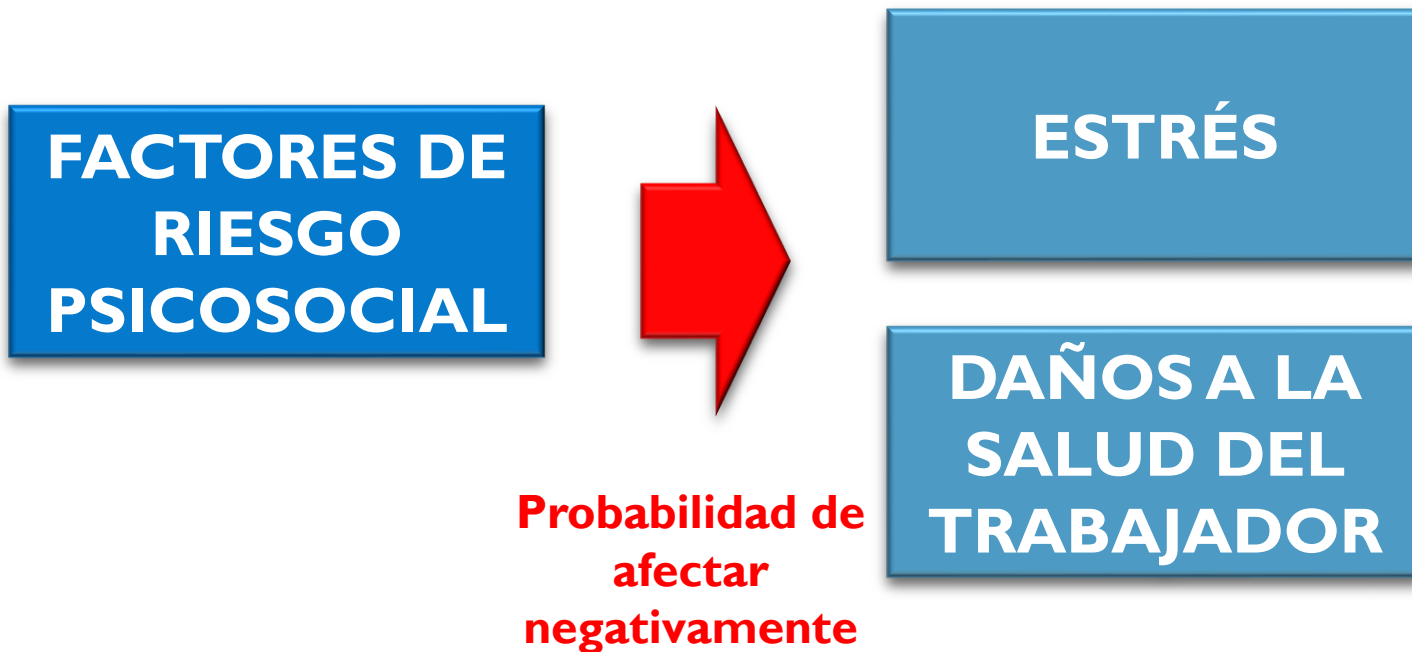 FACTORES DE
RIESGO
PSICOSOCIAL
Probabilidad de
afectar
negativamente
ESTRÉS
DAÑOS A LA
SALUD DEL
TRABAJADOR